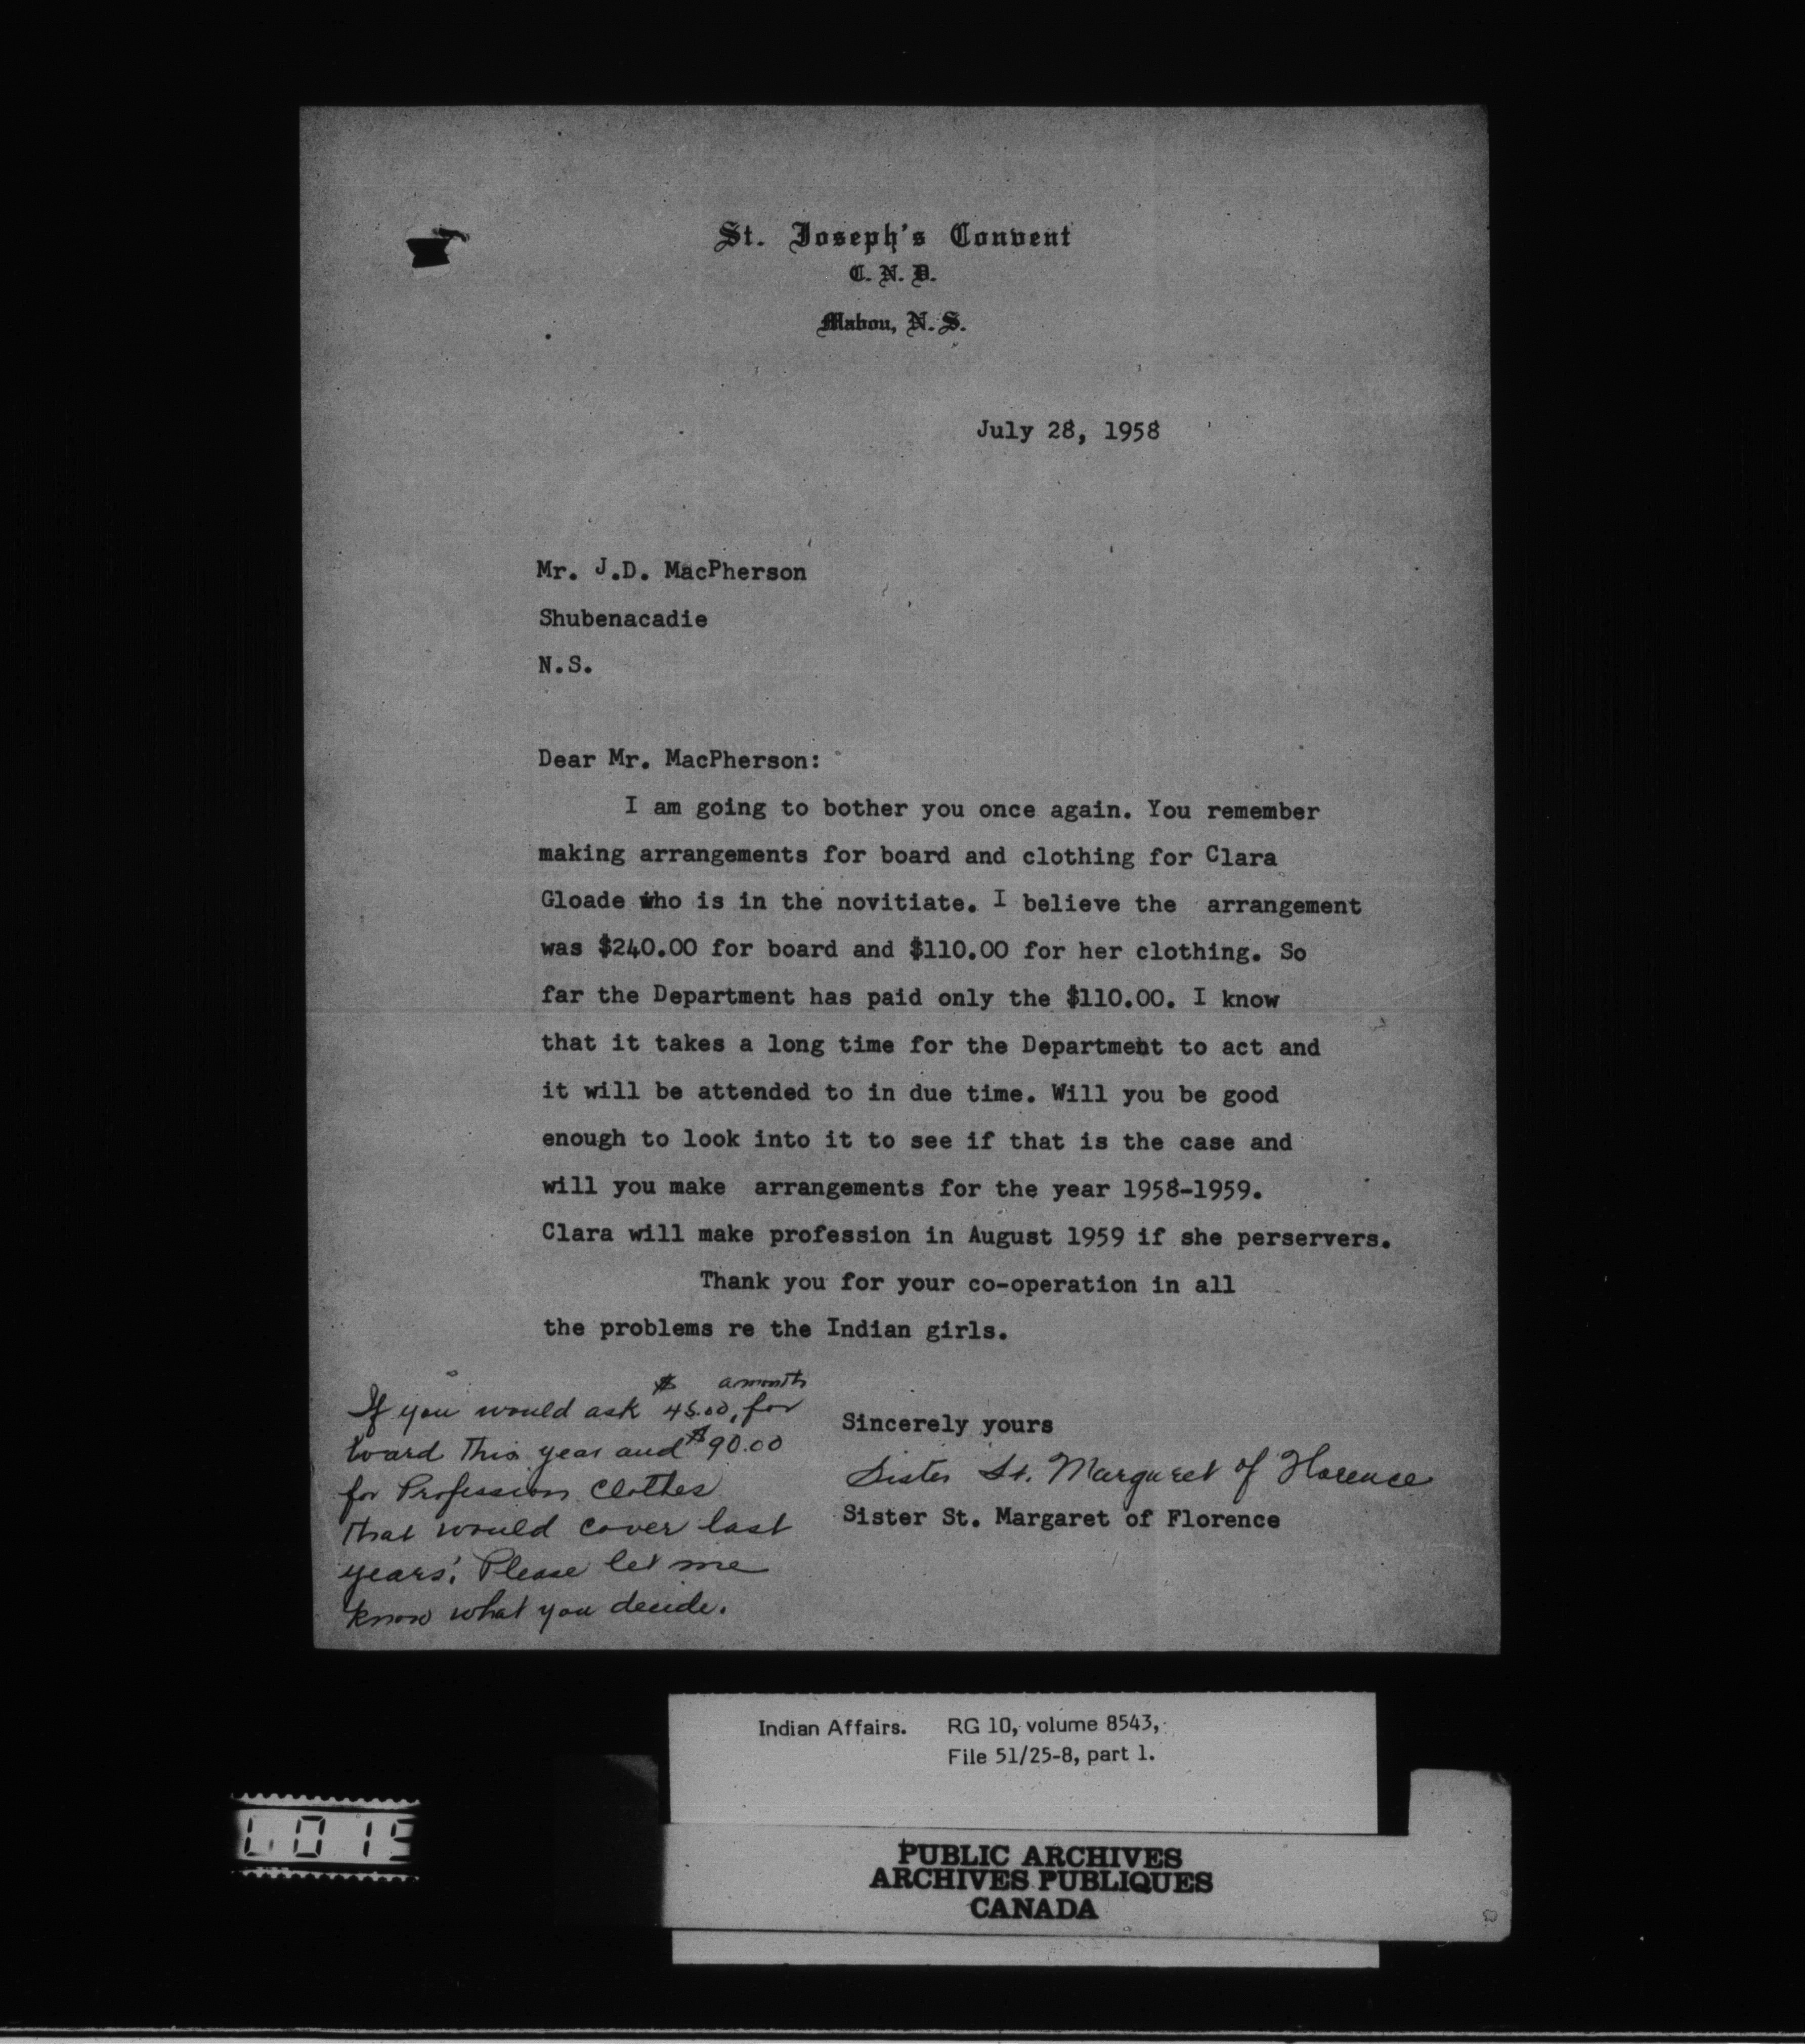 St. Joseph's Convent
C. N. D.
Mabou, N. S.
July 28, 1958
Mr. J.D. MacPherson
Shubenacadie
N.S.
Dear Mr. MacPherson:
I am going to bother you once again. You remember
making arrangements for board and clothing for Clara
Gloade who is in the novitiate. I believe the arrangement
was $240.00 for board and $110.00 for her clothing. So
far the Department has paid only the $110.00. I know
that it takes a long time for the Department to act and
it will be attended to in due time. Will you be good
enough to look into it to see if that is the case and
will you make arrangements for the year 1958-1959.
Clara will make profession in August 1959 if she perservers.
Thank you for your co-operation in all
the problems re the Indian girls.
Sincerely yours
Sister St. Margaret of Florence
Sister St. Margaret of Florence
$ a month
If you would ask 45.00, for
board this year and $90.00
for Profession Clothes
that would cover last
years'. Please let me
know what you decide.
Indian Affairs. RG 10, volume 8543,
File 51/25-8, part 1.
PUBLIC ARCHIVES
ARCHIVES PUBLIQUES
CANADA